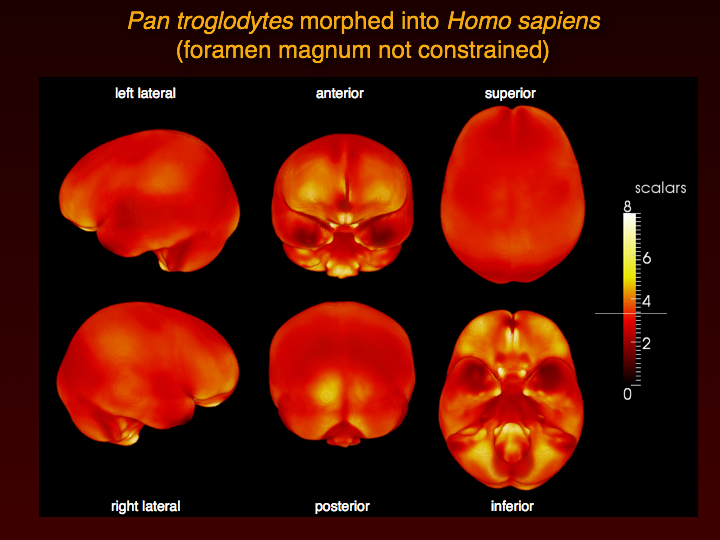 Pan troglodytes morphed into Homo sapiens
(foramen magnum not constrained)
left lateral
anterior
superior
scalars
8
6
4
2
0
right lateral
posterior
inferior